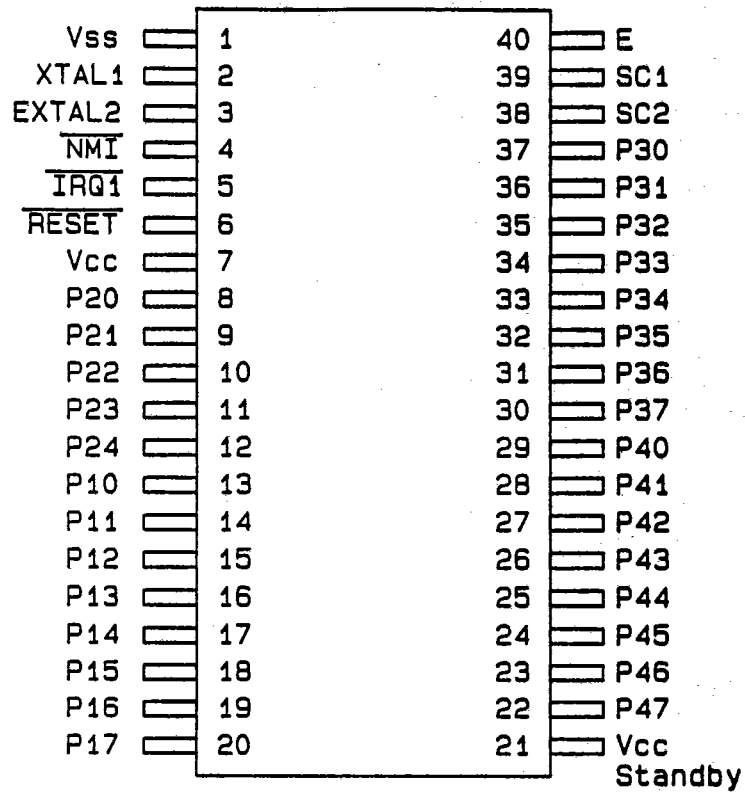 Vss 1 40 E
XTAL1 2 39 SC1
EXTAL2 3 38 SC2
N̅M̅I̅ 4 37 P30
I̅R̅Q̅1̅ 5 36 P31
R̅E̅S̅E̅T̅ 6 35 P32
Vcc 7 34 P33
P20 8 33 P34
P21 9 32 P35
P22 10 31 P36
P23 11 30 P37
P24 12 29 P40
P10 13 28 P41
P11 14 27 P42
P12 15 26 P43
P13 16 25 P44
P14 17 24 P45
P15 18 23 P46
P16 19 22 P47
P17 20 21 Vcc
Standby